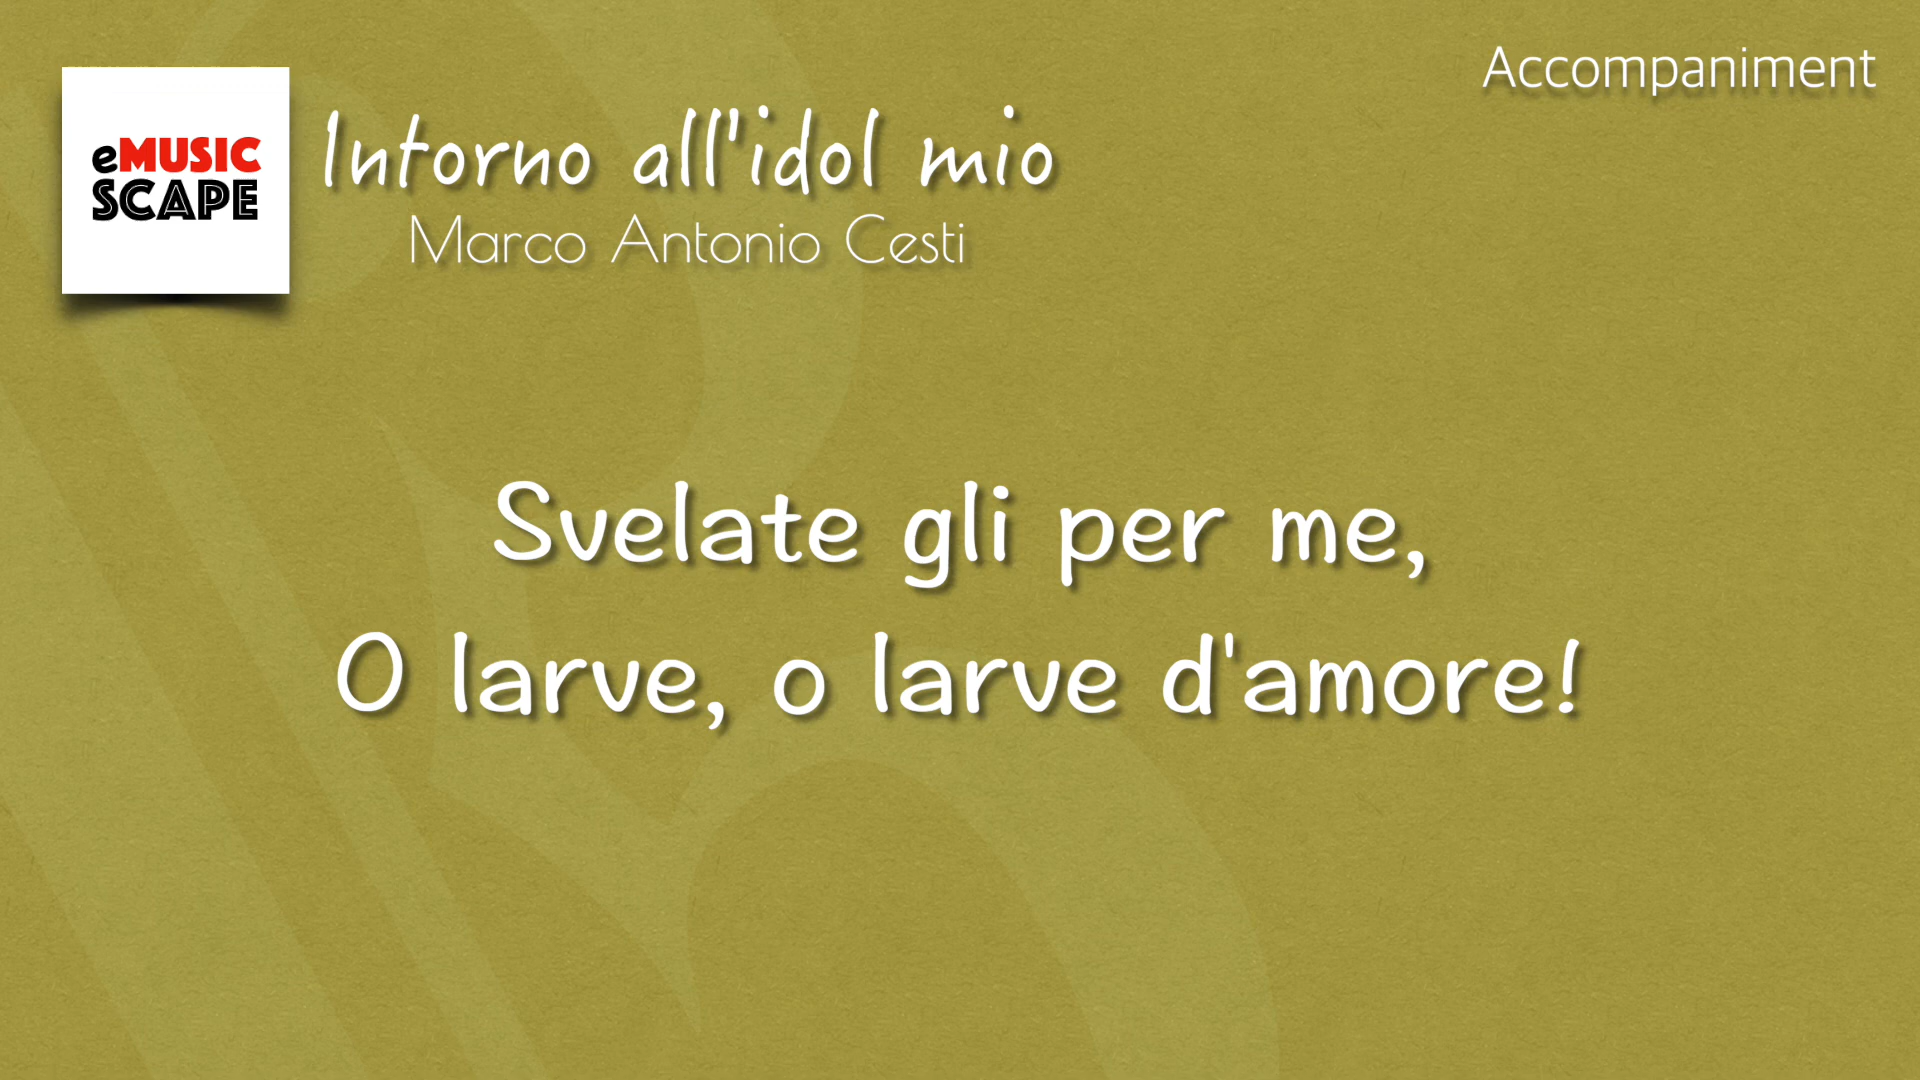 Accompaniment
eMUSIC
SCAPE
Intorno all'idol mio
Marco Antonio Cesti
Svelate gli per me,
O larve, o larve d'amore!